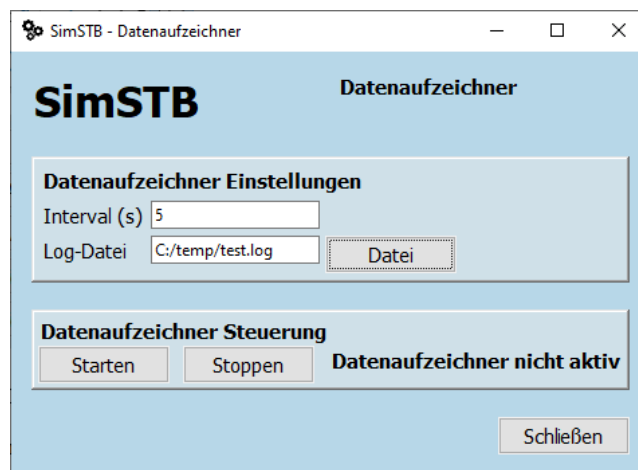 SimSTB - Datenaufzeichner
SimSTB
Datenaufzeichner
Datenaufzeichner Einstellungen
Interval (s) 5
Log-Datei C:/temp/test.log Datei
Datenaufzeichner Steuerung
Starten Stoppen Datenaufzeichner nicht aktiv
Schließen